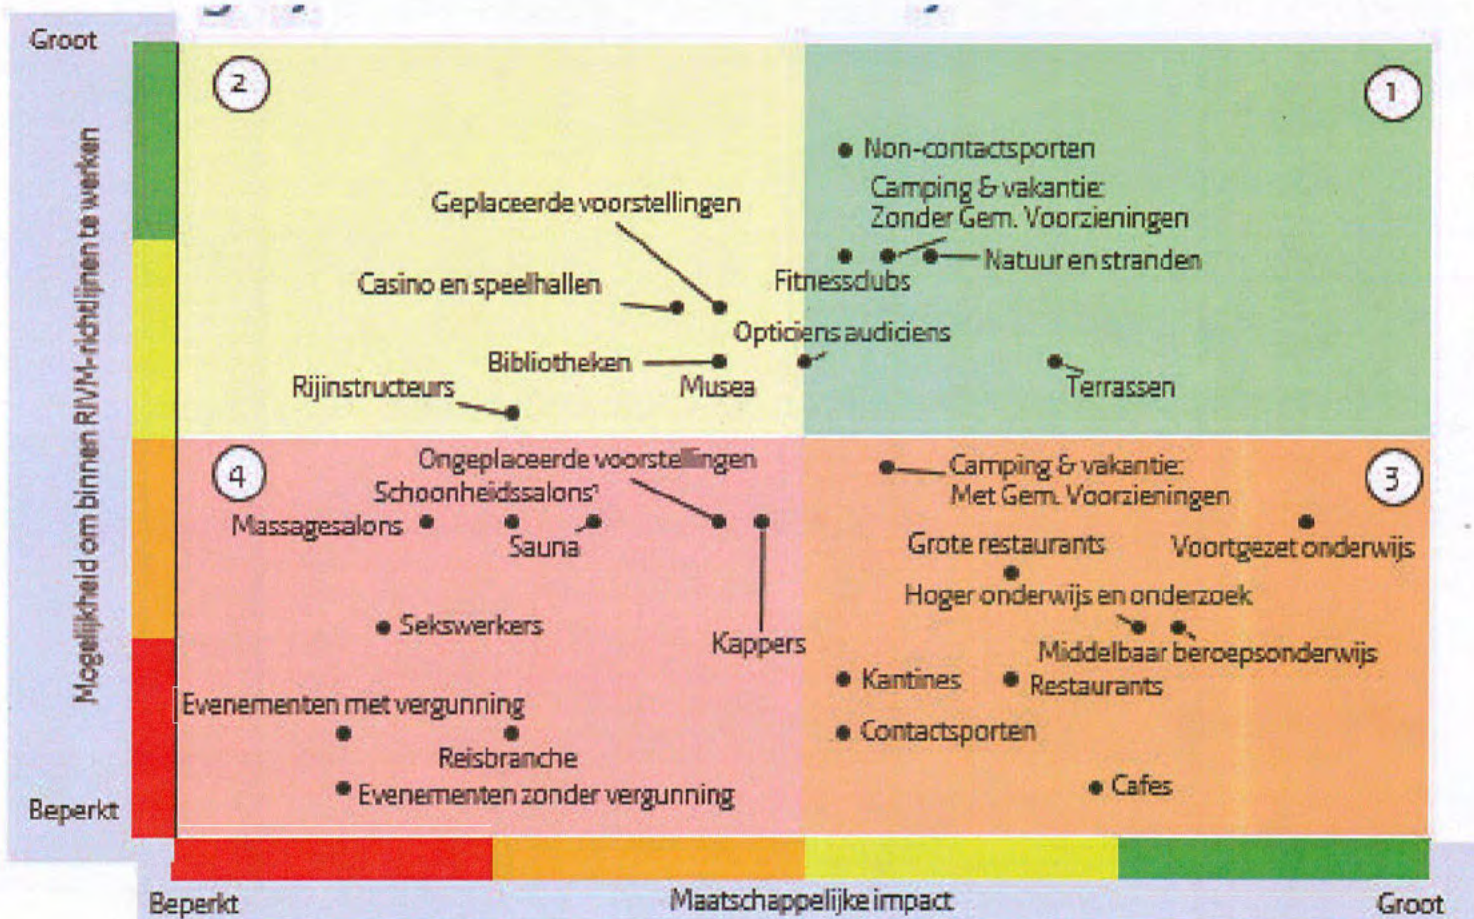 Groot
Mogelijkheid om binnen RIVM-richtlijnen te werken
Beperkt
2
Geplaceerde voorstellingen
Casino en speelhallen
Bibliotheken
Musea
Rijinstructeurs
1
Non-contactsporten
Camping & vakantie:
Zonder Gem. Voorzieningen
Fitnessclubs
Natuur en stranden
Opticiens audiciens
Terrassen
4
Ongeplaceerde voorstellingen
Schoonheidssalons¹
Massagesalons
Sauna
Sekswerkers
Kappers
Evenementen met vergunning
Reisbranche
Evenementen zonder vergunning
3
Camping & vakantie:
Met Gem. Voorzieningen
Grote restaurants
Voortgezet onderwijs
Hoger onderwijs en onderzoek
Middelbaar beroepsonderwijs
Kantines
Restaurants
Contactsporten
Cafes
Beperkt
Maatschappelijke impact
Groot